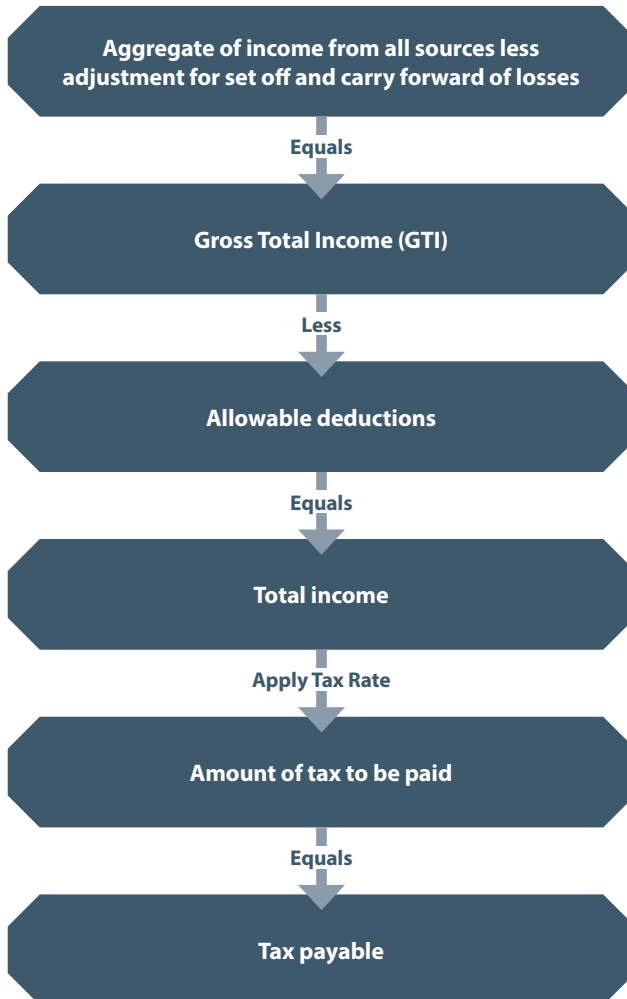 Aggregate of income from all sources less
adjustment for set off and carry forward of losses
Equals
Gross Total Income (GTI)
Less
Allowable deductions
Equals
Total income
Apply Tax Rate
Amount of tax to be paid
Equals
Tax payable